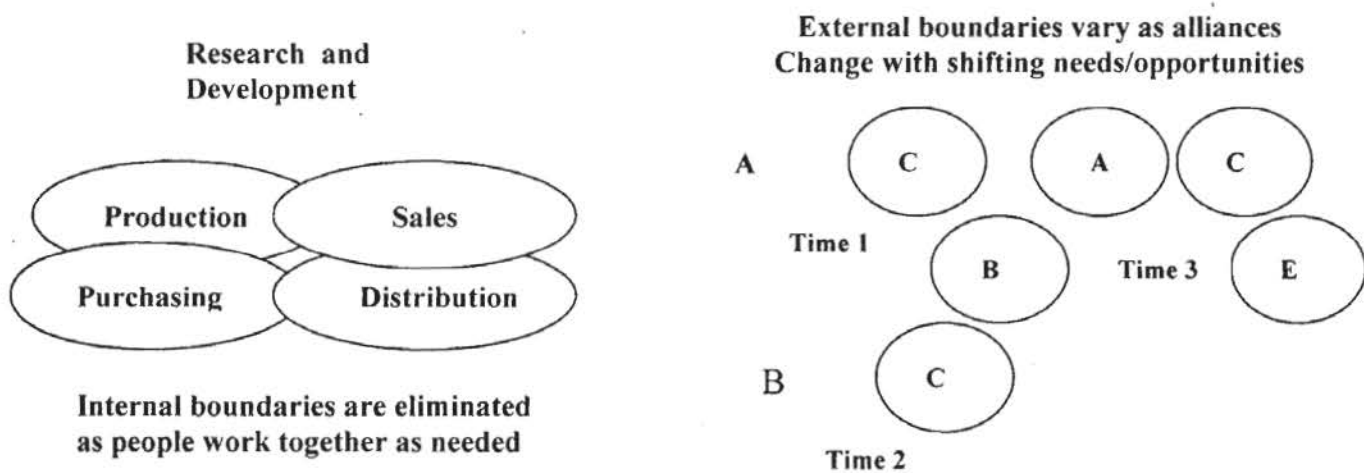 Research and
Development
Production
Sales
Purchasing
Distribution
Internal boundaries are eliminated
as people work together as needed
External boundaries vary as alliances
Change with shifting needs/opportunities
A
C
A
C
Time 1
B
Time 3
E
B
C
Time 2